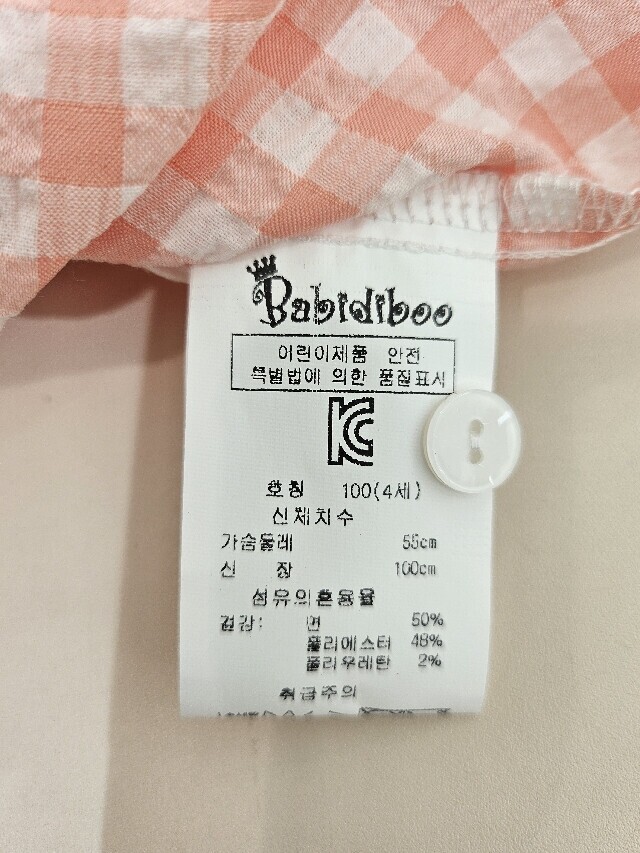 Babidiboo
어린이제품 안전
특별법에 의한 품질표시
KC
호칭 100(4세)
신체치수
가슴둘레 55cm
신 장 100cm
섬유의혼용율
겉감: 면 50%
폴리에스터 48%
폴리우레탄 2%
취급주의